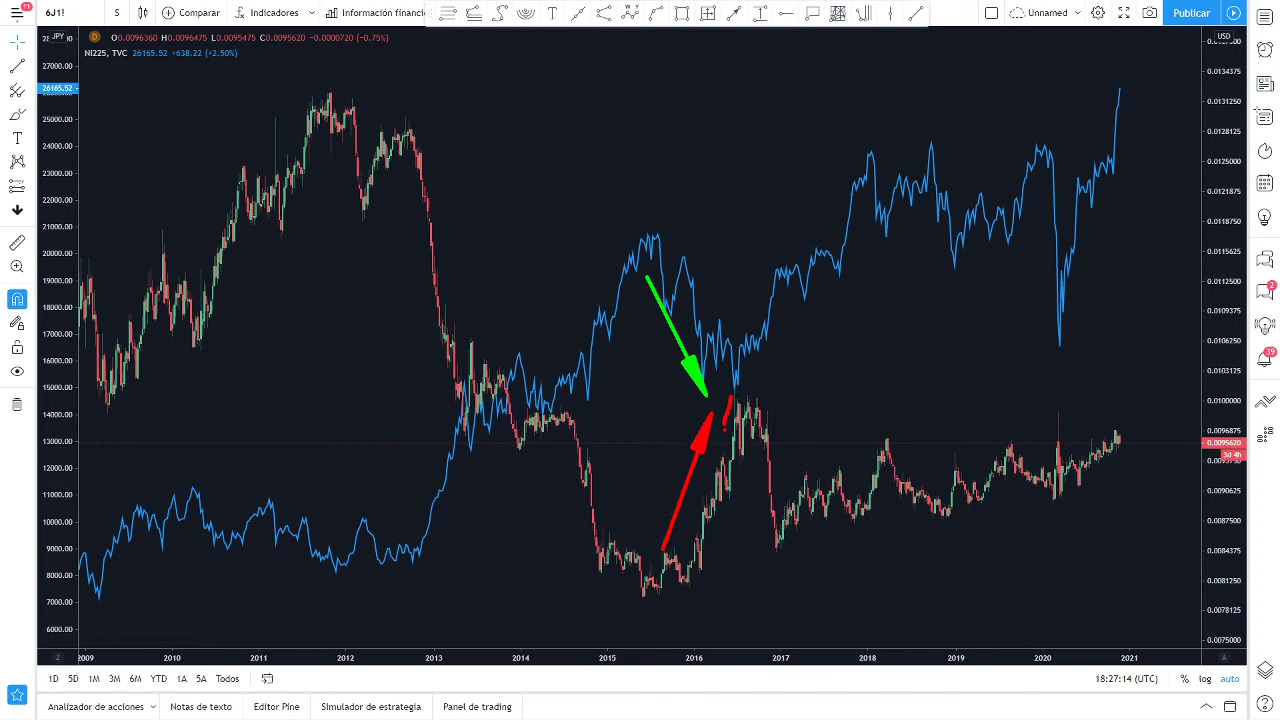 11
6J1!
S
Comparar
Indicadores
Información financi
Unnamed
Publicar
JPY
D
O0.0096360 H0.0096475 L0.0095475 C0.0095620 −0.0000720 (−0.75%)
NI225, TVC 26165.52 +638.22 (+2.50%)
USD
27000.00
26165.52
25000.00
24000.00
23000.00
22000.00
21000.00
20000.00
19000.00
18000.00
17000.00
16000.00
15000.00
14000.00
13000.00
12000.00
11000.00
10000.00
9000.00
8000.00
7000.00
6000.00
0.0134375
0.0131250
0.0128125
0.0125000
0.0121875
0.0118750
0.0115625
0.0112500
0.0109375
0.0106250
0.0103125
0.0100000
0.0096875
0.0095620
3d 4h
0.0093750
0.0090625
0.0087500
0.0084375
0.0081250
0.0078125
0.0075000
2
39
Z
2009 2010 2011 2012 2013 2014 2015 2016 2017 2018 2019 2020 2021
A
1D 5D 1M 3M 6M YTD 1A 5A Todos
18:27:14 (UTC) % log auto
Analizador de acciones Notas de texto Editor Pine Simulador de estrategia Panel de trading